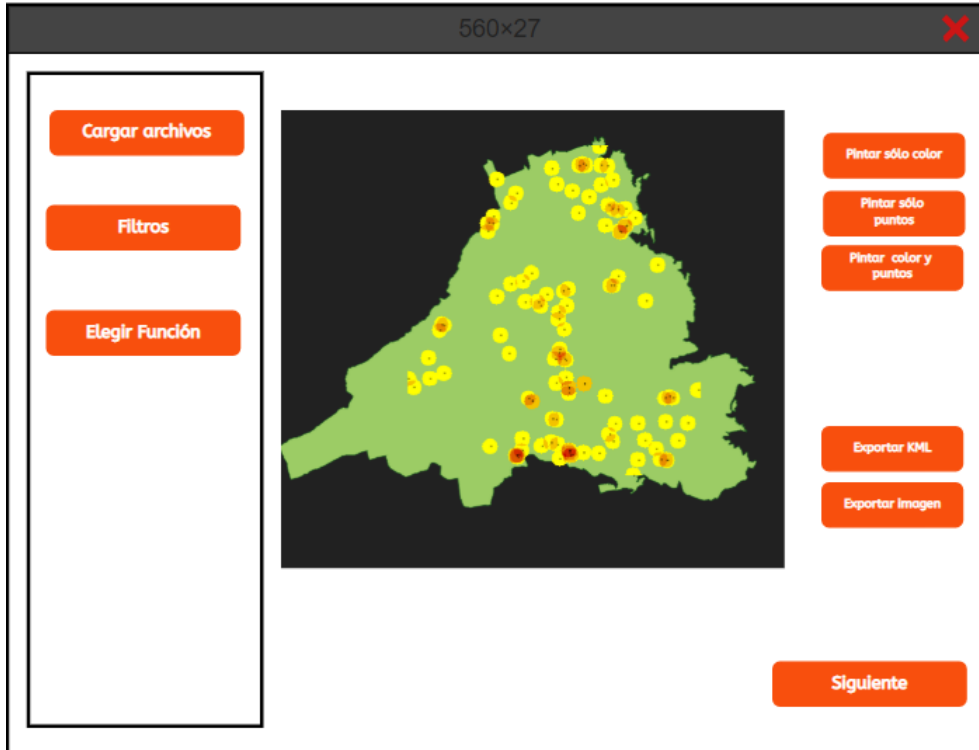 560×27
Cargar archivos
Filtros
Elegir Función
Pintar sólo color
Pintar sólo
puntos
Pintar color y
puntos
Exportar KML
Exportar imagen
Siguiente